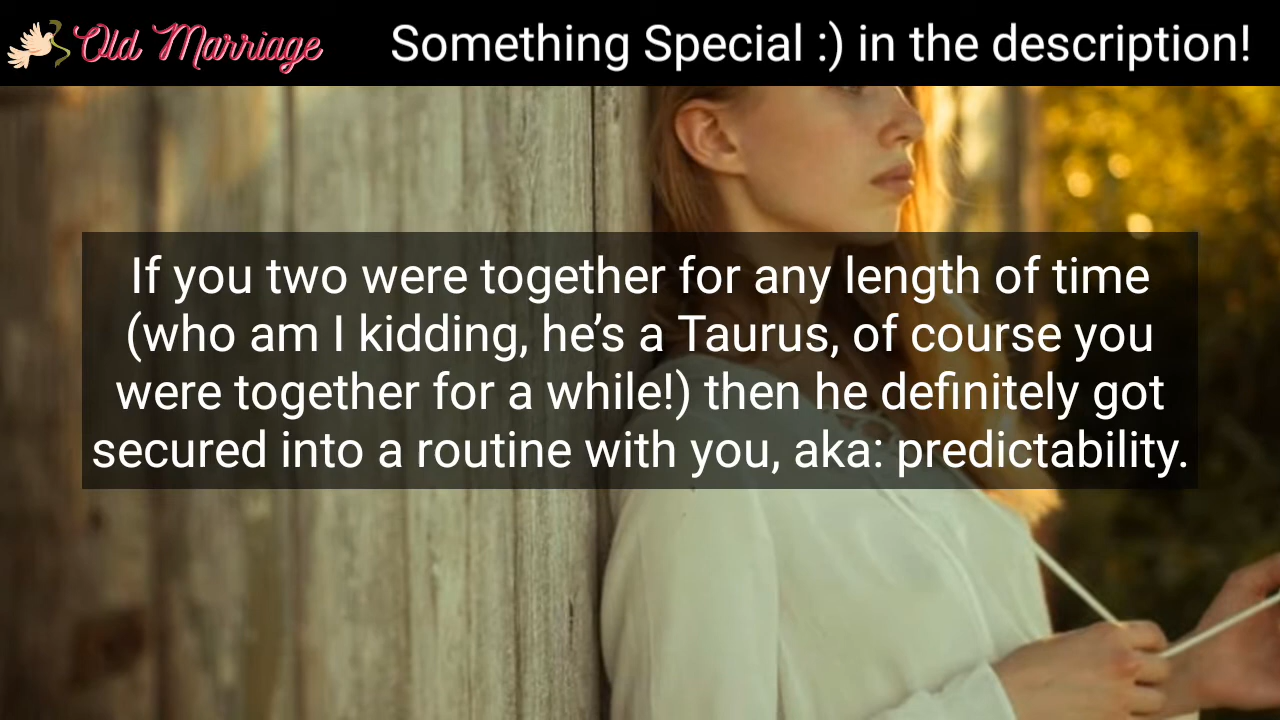 Old Marriage
Something Special :) in the description!
If you two were together for any length of time
(who am I kidding, he’s a Taurus, of course you
were together for a while!) then he definitely got
secured into a routine with you, aka: predictability.